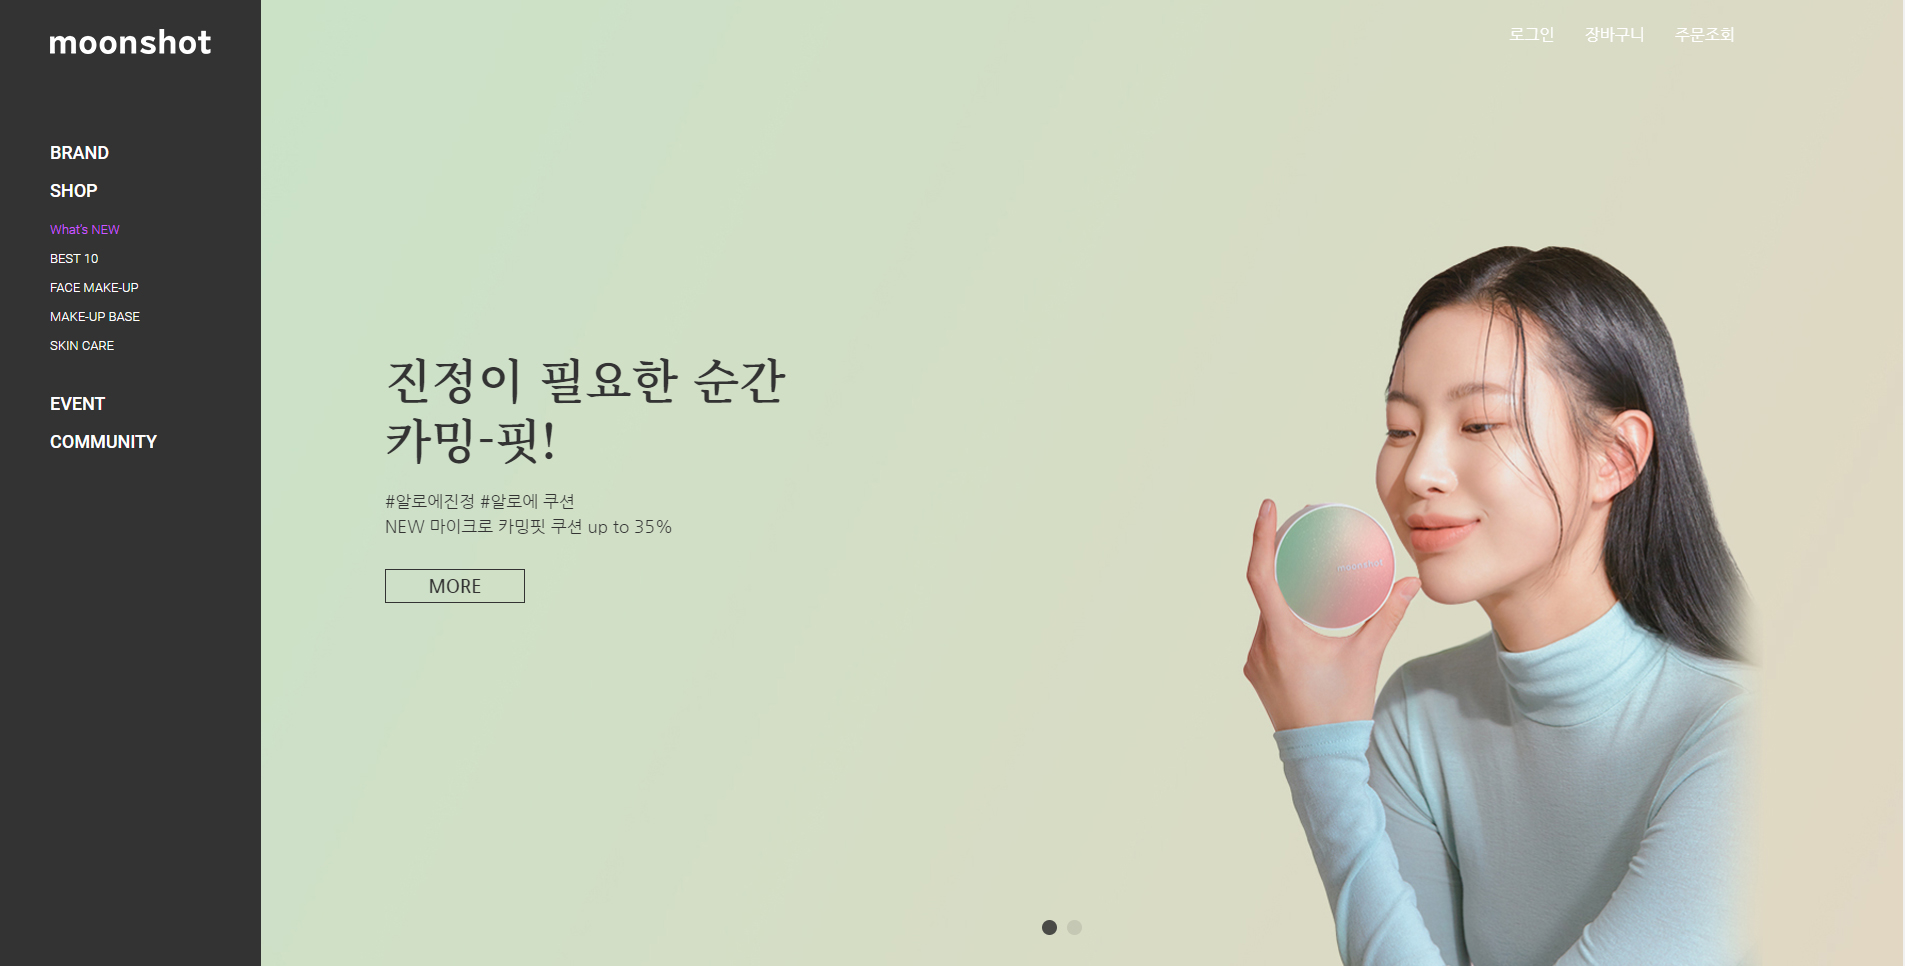 moonshot
로그인 장바구니 주문조회
BRAND
SHOP
What's NEW
BEST 10
FACE MAKE-UP
MAKE-UP BASE
SKIN CARE
EVENT
COMMUNITY
진정이 필요한 순간
카밍-핏!
#알로에진정 #알로에 쿠션
NEW 마이크로 카밍핏 쿠션 up to 35%
MORE
moonshot